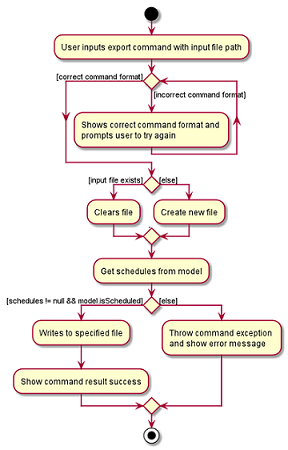 User inputs export command with input file path
[correct command format]
[incorrect command format]
Shows correct command format and
prompts user to try again
[input file exists]
[else]
Clears file
Create new file
Get schedules from model
[schedules != null && model.isScheduled]
[else]
Writes to specified file
Throw command exception
and show error message
Show command result success